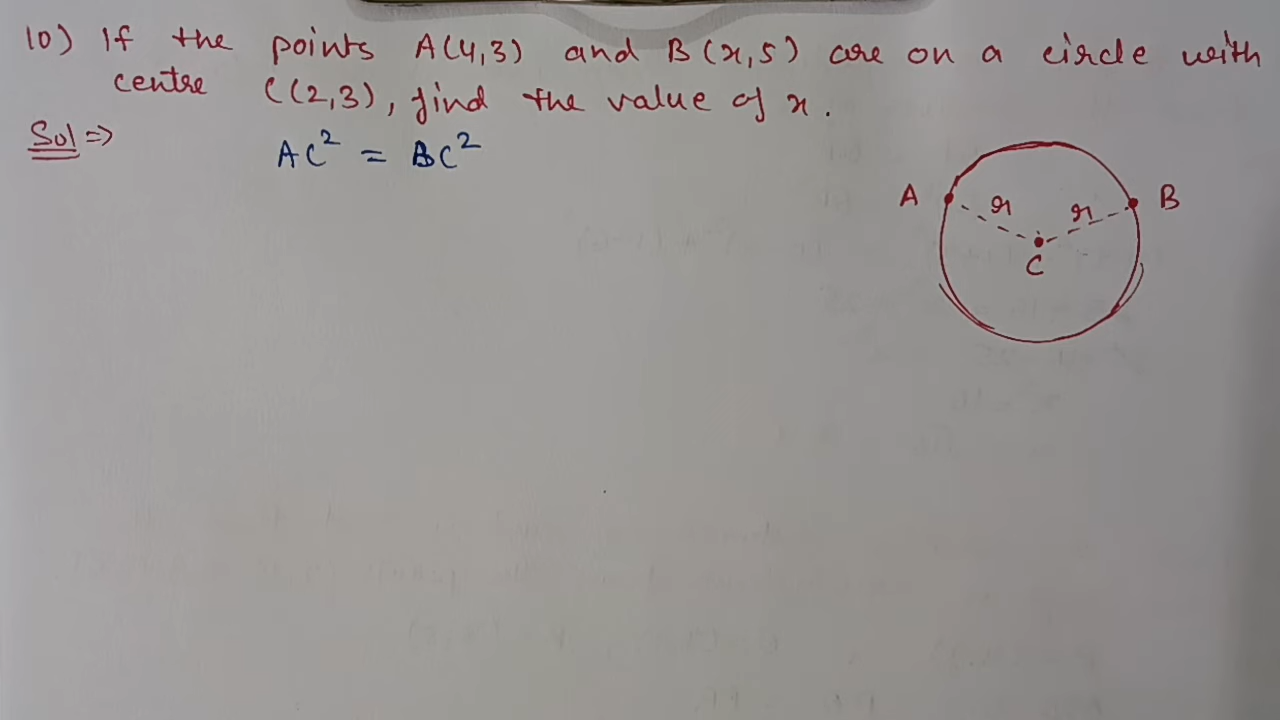 10) If the points A(4,3) and B(x,5) are on a circle with
centre C(2,3), find the value of x.
Sol ⇒
AC² = BC²
A r r B
C